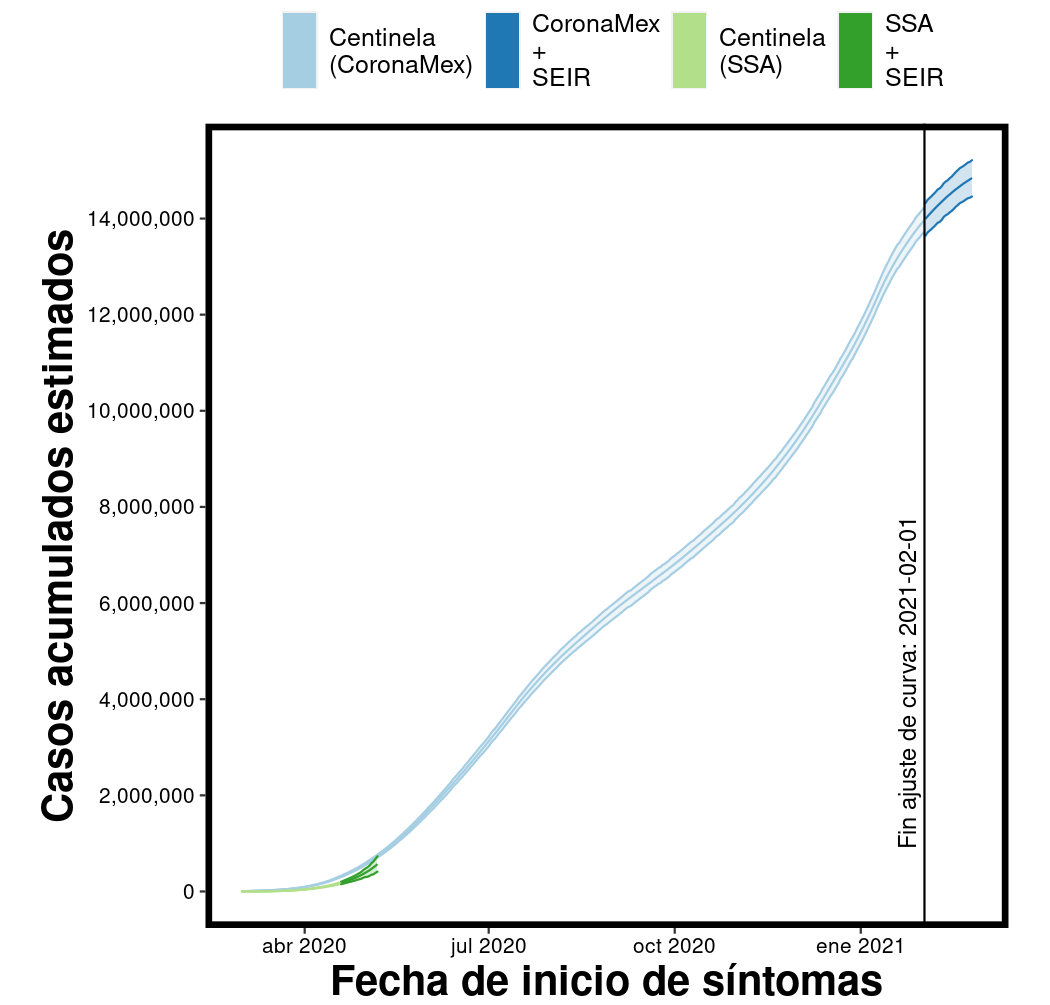 Centinela
(CoronaMex)
CoronaMex
+
SEIR
Centinela
(SSA)
SSA
+
SEIR
Casos acumulados estimados
14,000,000
12,000,000
10,000,000
8,000,000
6,000,000
4,000,000
2,000,000
0
Fin ajuste de curva: 2021-02-01
abr 2020
jul 2020
oct 2020
ene 2021
Fecha de inicio de síntomas